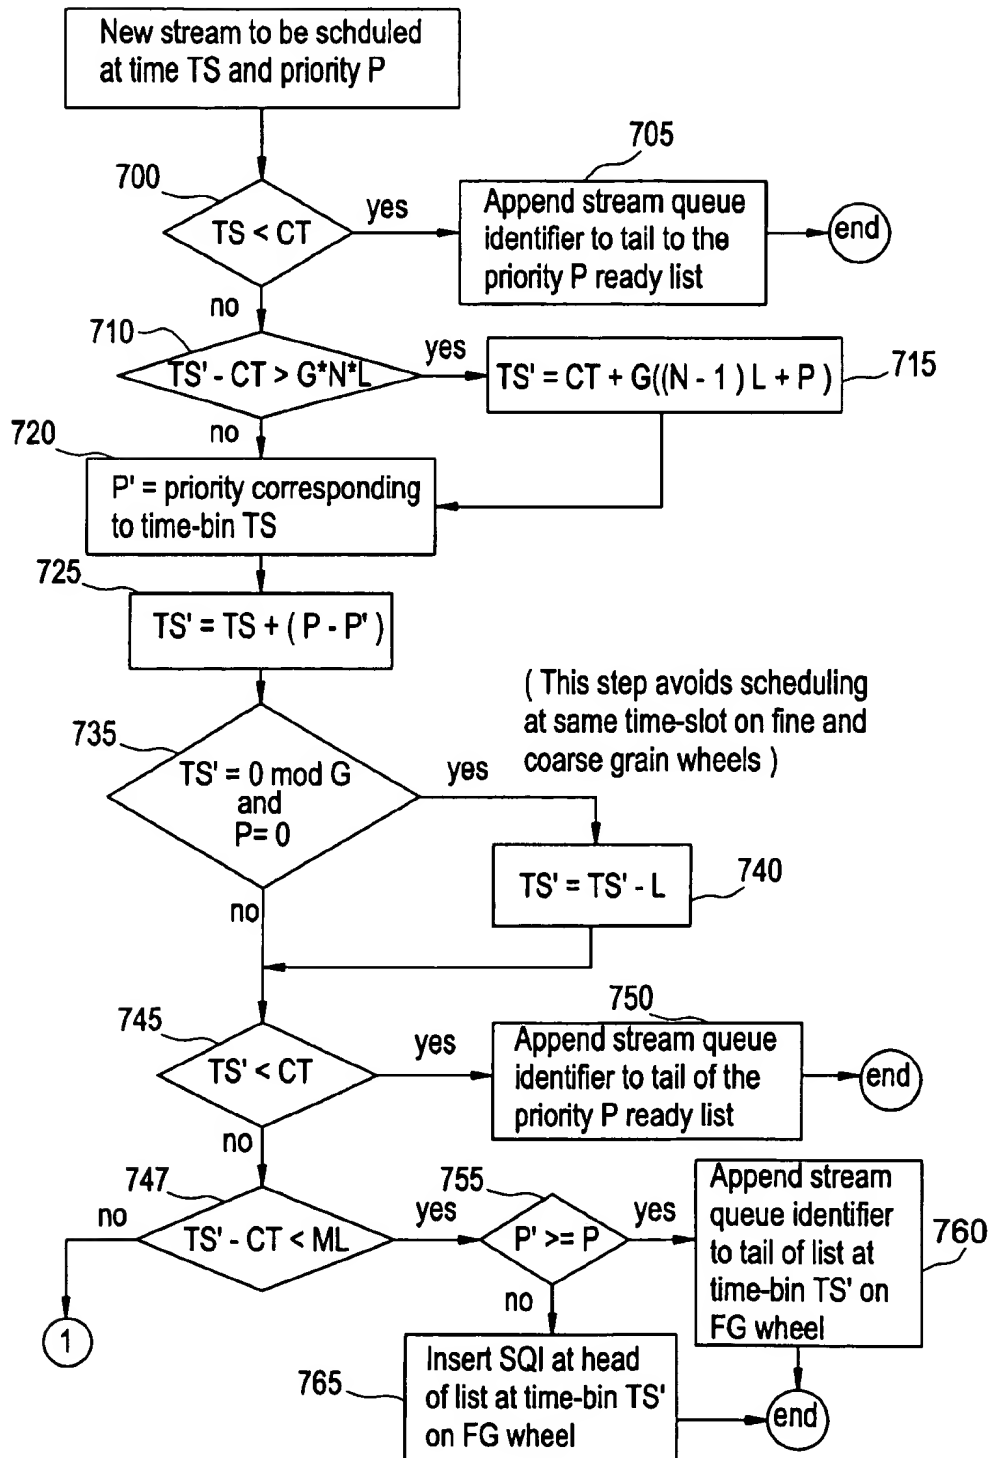 New stream to be schduled
at time TS and priority P
700
TS < CT
yes
no
705
Append stream queue
identifier to tail to the
priority P ready list
end
710
TS' - CT > G*N*L
yes
no
TS' = CT + G((N - 1) L + P )
715
720
P' = priority corresponding
to time-bin TS
725
TS' = TS + ( P - P' )
( This step avoids scheduling
at same time-slot on fine and
coarse grain wheels )
735
TS' = 0 mod G
and
P= 0
yes
no
TS' = TS' - L
740
745
TS' < CT
yes
no
750
Append stream queue
identifier to tail of the
priority P ready list
end
747
TS' - CT < ML
no
yes
1
755
P' >= P
yes
no
Append stream
queue identifier
to tail of list at
time-bin TS' on
FG wheel
760
765
Insert SQI at head
of list at time-bin TS'
on FG wheel
end